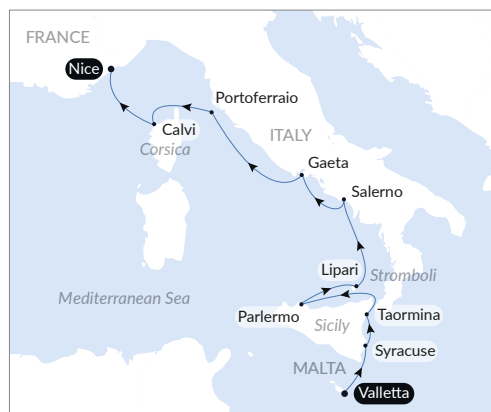 FRANCE
Nice
Portoferraio
Calvi
ITALY
Corsica
Gaeta
Salerno
Lipari
Stromboli
Mediterranean Sea
Parlermo
Taormina
Sicily
Syracuse
MALTA
Valletta